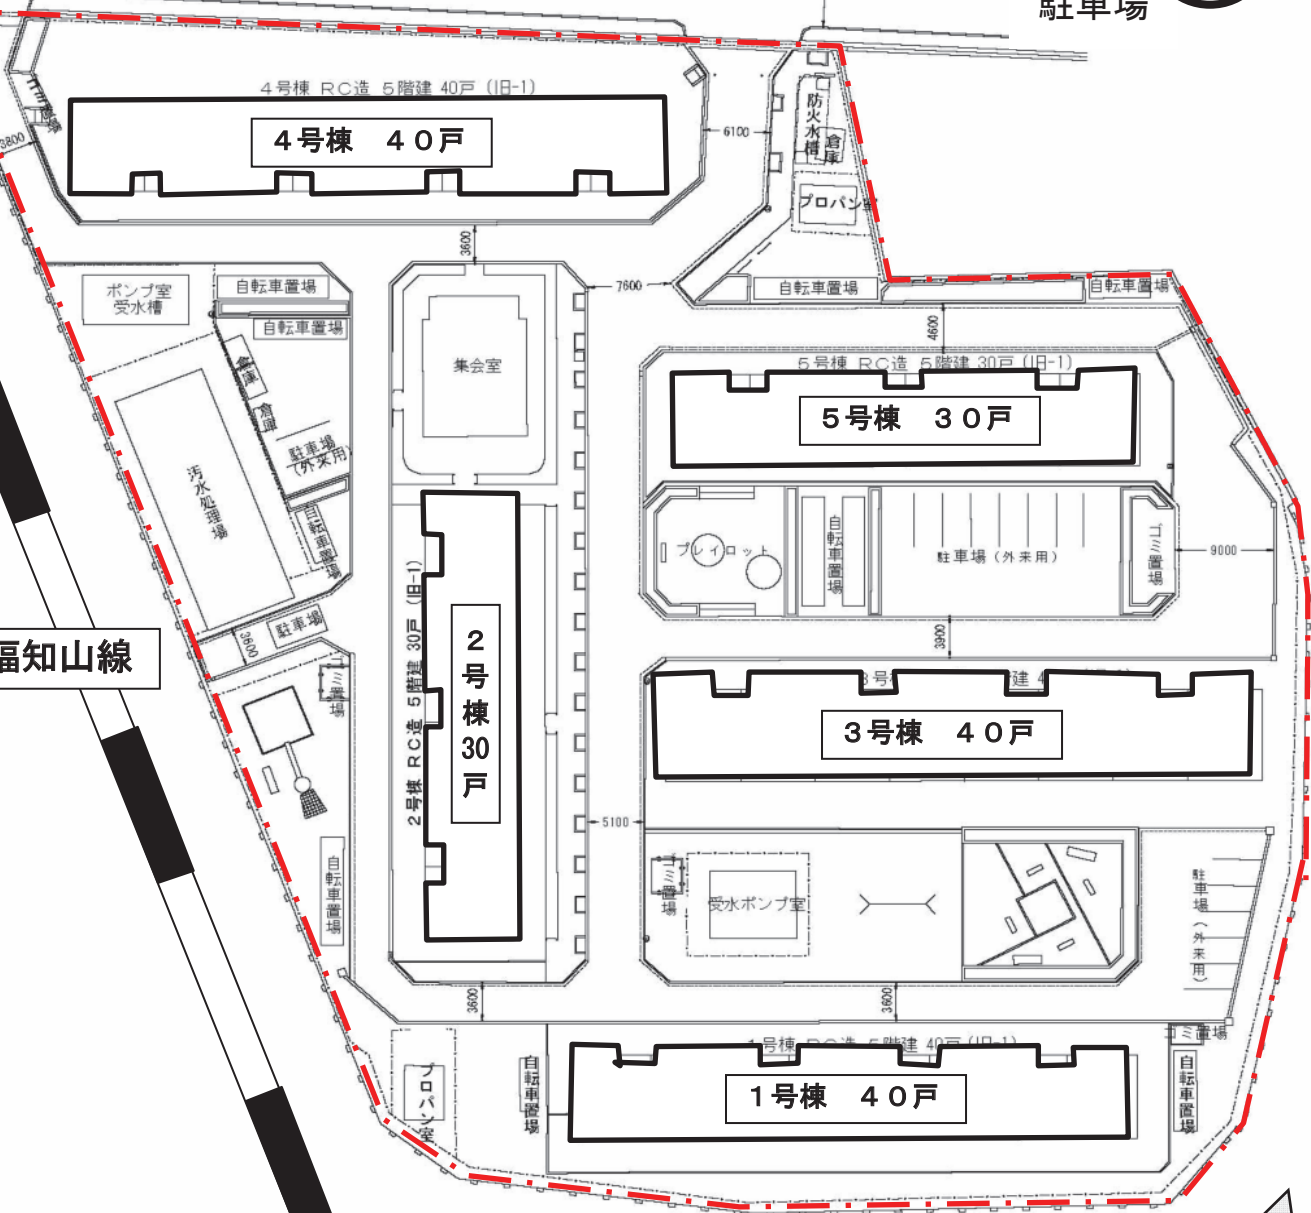 駐車場
4号棟 RC造 5階建 40戸 (旧-1)
4号棟 40戸
3800
6100
防火水槽
倉庫
プロパン室
3600
7600
ポンプ室
受水槽
自転車置場
自転車置場
自転車置場
自転車置場
4600
倉庫
倉庫
集会室
駐車場
(外来用)
汚水処理場
自転車置場
5号棟 RC造 5階建 30戸 (旧-1)
5号棟 30戸
プレイロット
自転車置場
駐車場 (外来用)
ゴミ置場
9000
3900
福知山線
3600
駐車場
ゴミ置場
2号棟 RC造 5階建 30戸 (旧-1)
2号棟30戸
3号棟 40戸
5100
自転車置場
ゴミ置場
受水ポンプ室
駐車場(外来用)
3600
3600
プロパン室
自転車置場
1号棟 RC造 5階建 40戸 (旧-1)
1号棟 40戸
ゴミ置場
自転車置場